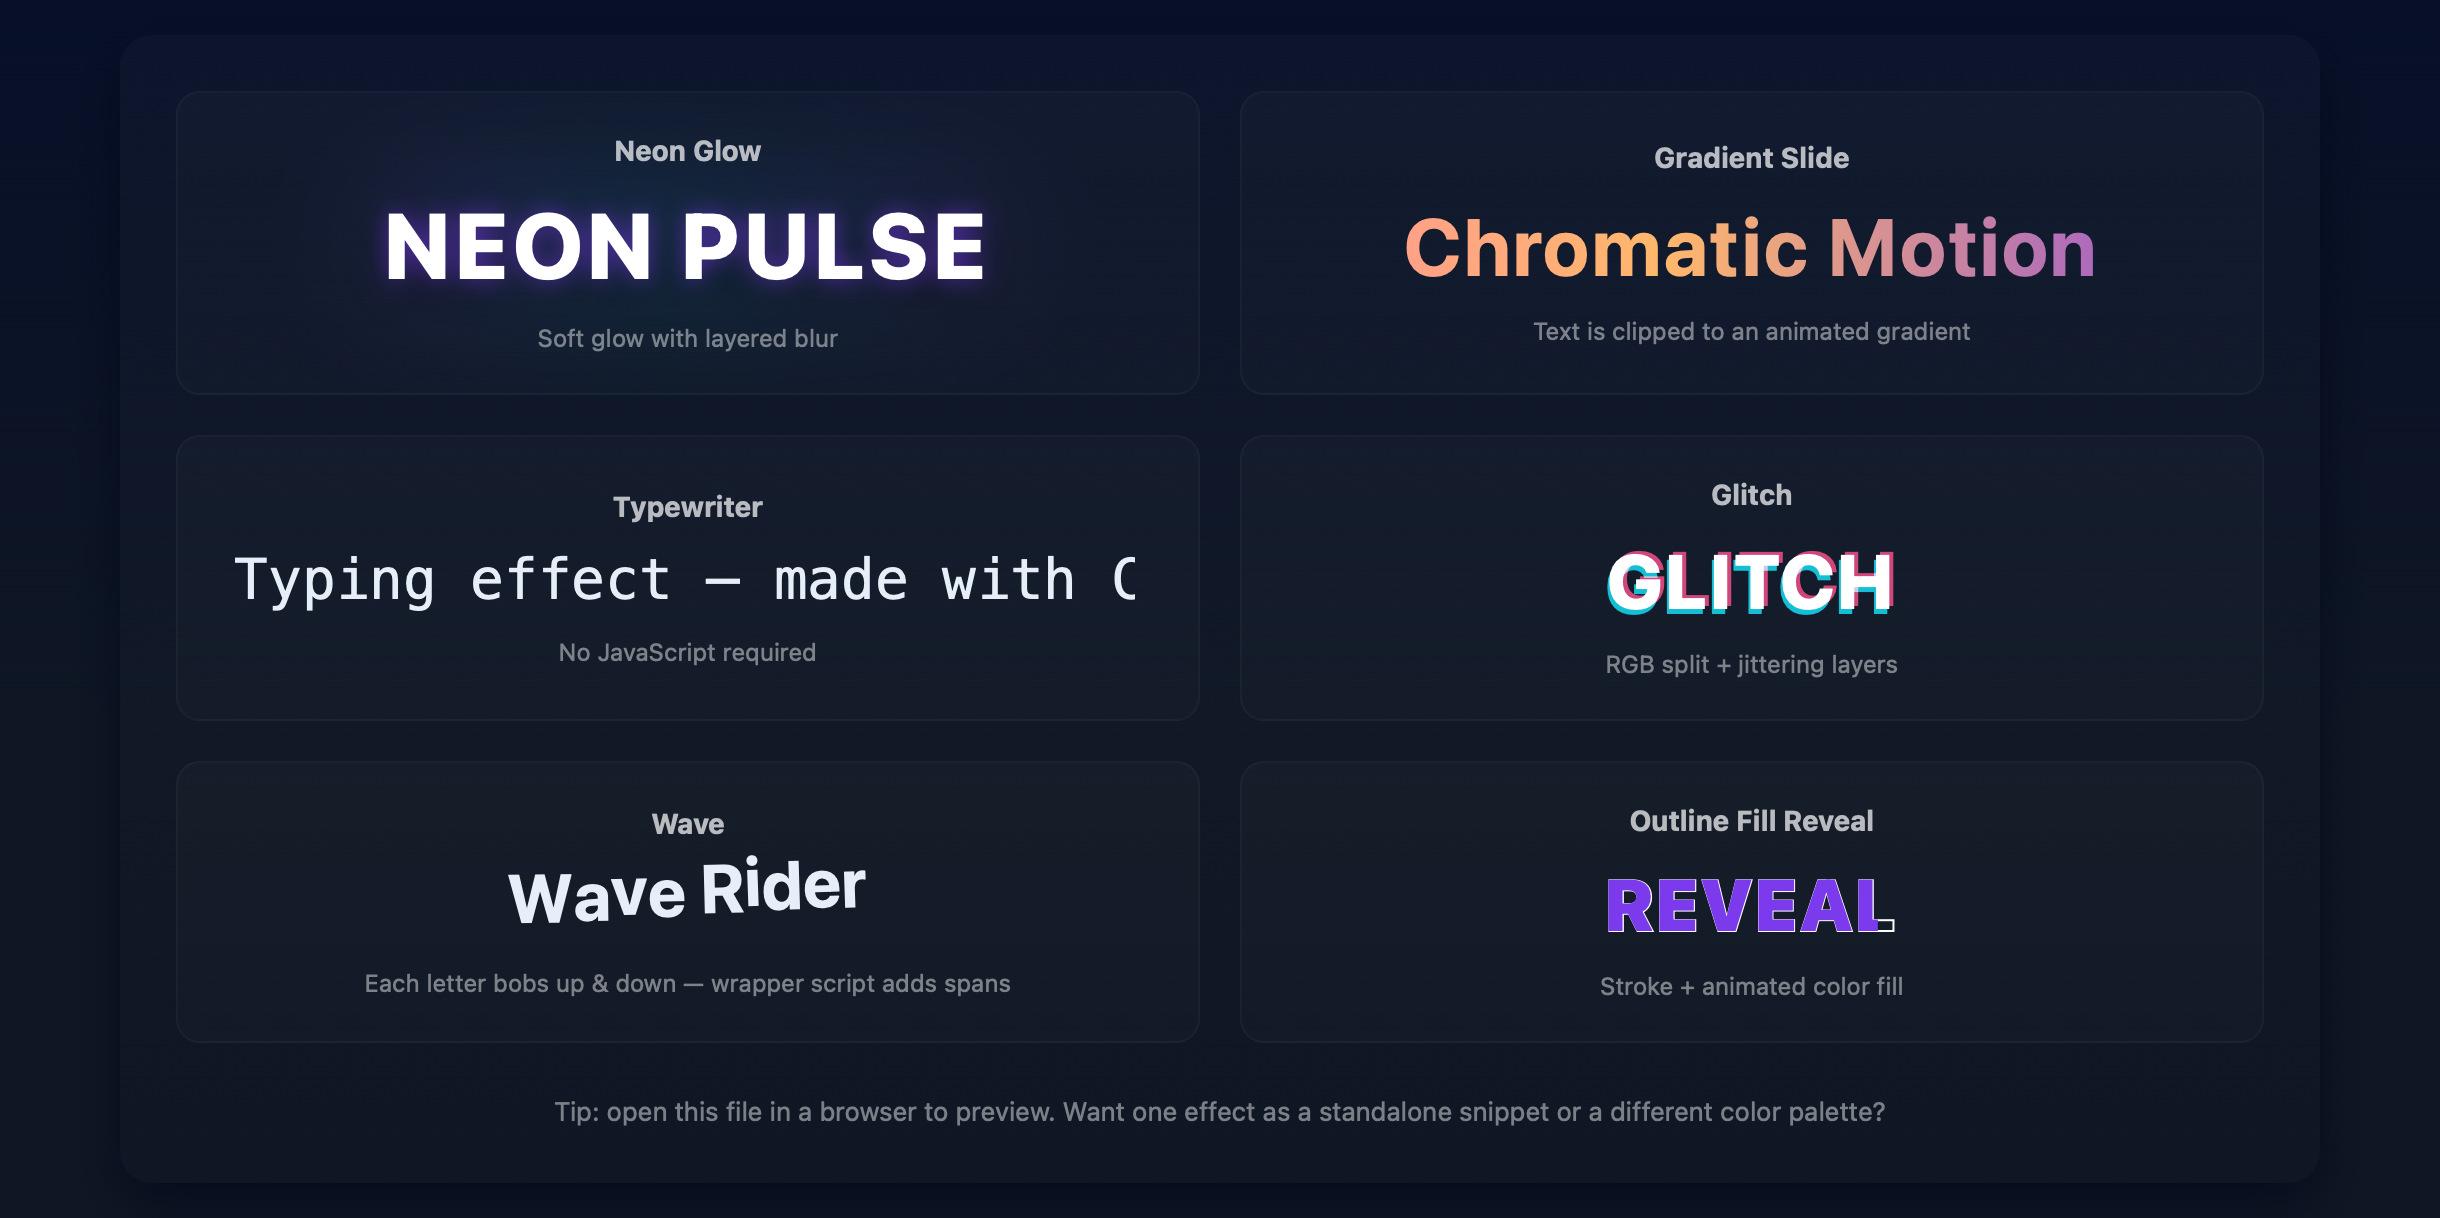 Neon Glow
NEON PULSE
Soft glow with layered blur
Gradient Slide
Chromatic Motion
Text is clipped to an animated gradient
Typewriter
Typing effect — made with C
No JavaScript required
Glitch
GLITCH
RGB split + jittering layers
Wave
Wave Rider
Each letter bobs up & down — wrapper script adds spans
Outline Fill Reveal
REVEAL
Stroke + animated color fill
Tip: open this file in a browser to preview. Want one effect as a standalone snippet or a different color palette?